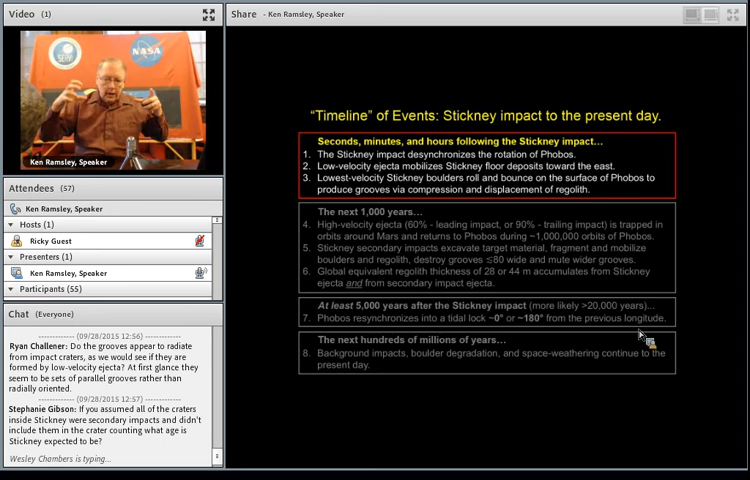 Video (1)
NASA
Ken Ramsley, Speaker
Attendees (57)
Ken Ramsley, Speaker
Hosts (1)
Ricky Guest
Presenters (1)
Ken Ramsley, Speaker
Participants (55)
Chat (Everyone)
------------- (09/28/2015 12:56) -------------
Ryan Challener: Do the grooves appear to radiate
from impact craters, as we would see if they are
formed by low-velocity ejecta? At first glance they
seem to be sets of parallel grooves rather than
radially oriented.
------------- (09/28/2015 12:57) -------------
Stephanie Gibson: If you assumed all of the craters
inside Stickney were secondary impacts and didn't
include them in the crater counting what age is
Stickney expected to be?
Wesley Chambers is typing...
Share - Ken Ramsley, Speaker
"Timeline" of Events: Stickney impact to the present day.
Seconds, minutes, and hours following the Stickney impact...
1. The Stickney impact desynchronizes the rotation of Phobos.
2. Low-velocity ejecta mobilizes Stickney floor deposits toward the east.
3. Lowest-velocity Stickney boulders roll and bounce on the surface of Phobos to
produce grooves via compression and displacement of regolith.
The next 1,000 years...
4. High-velocity ejecta (60% - leading impact, or 90% - trailing impact) is trapped in
orbits around Mars and returns to Phobos during ~1,000,000 orbits of Phobos.
5. Stickney secondary impacts excavate target material, fragment and mobilize
boulders and regolith, destroy grooves ≤80 wide and mute wider grooves.
6. Global equivalent regolith thickness of 28 or 44 m accumulates from Stickney
ejecta and from secondary impact ejecta.
At least 5,000 years after the Stickney impact (more likely >20,000 years)...
7. Phobos resynchronizes into a tidal lock ~0° or ~180° from the previous longitude.
The next hundreds of millions of years...
8. Background impacts, boulder degradation, and space-weathering continue to the
present day.